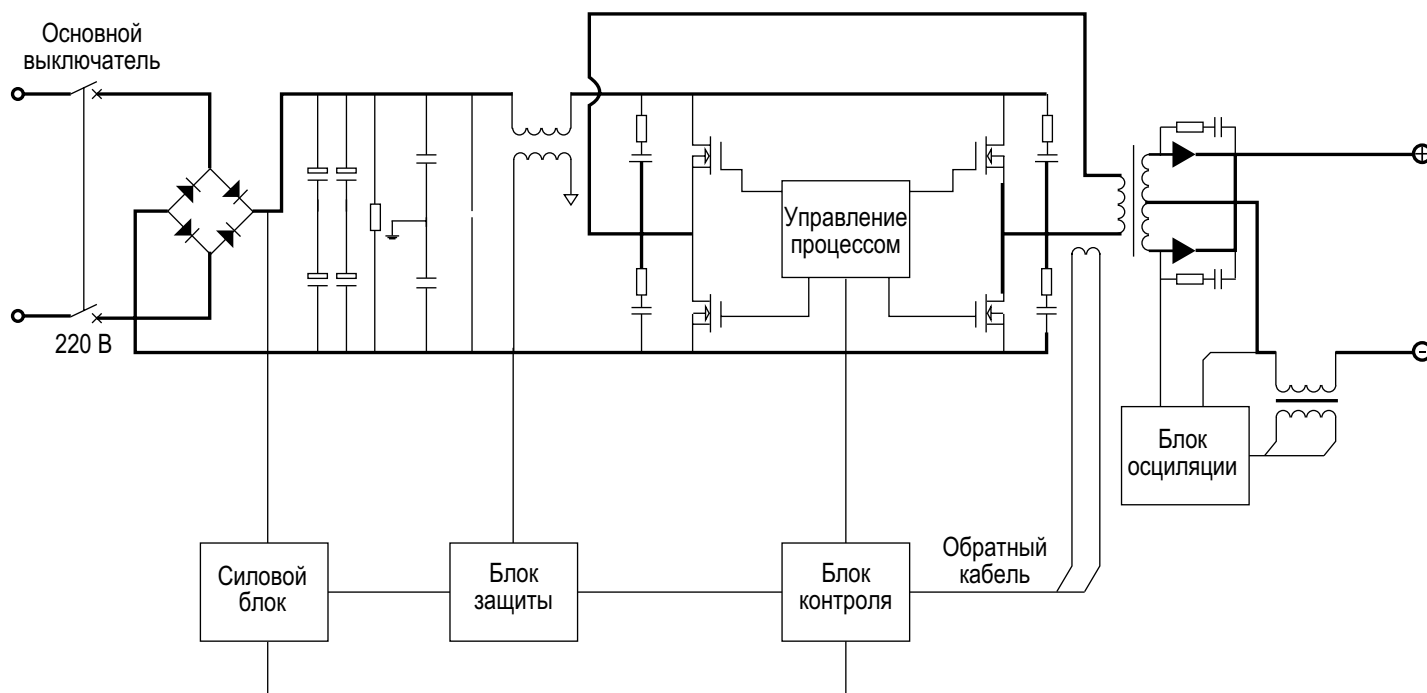 Основной
выключатель
220 В
Управление
процессом
Блок
осциляции
Силовой
блок
Блок
защиты
Блок
контроля
Обратный
кабель